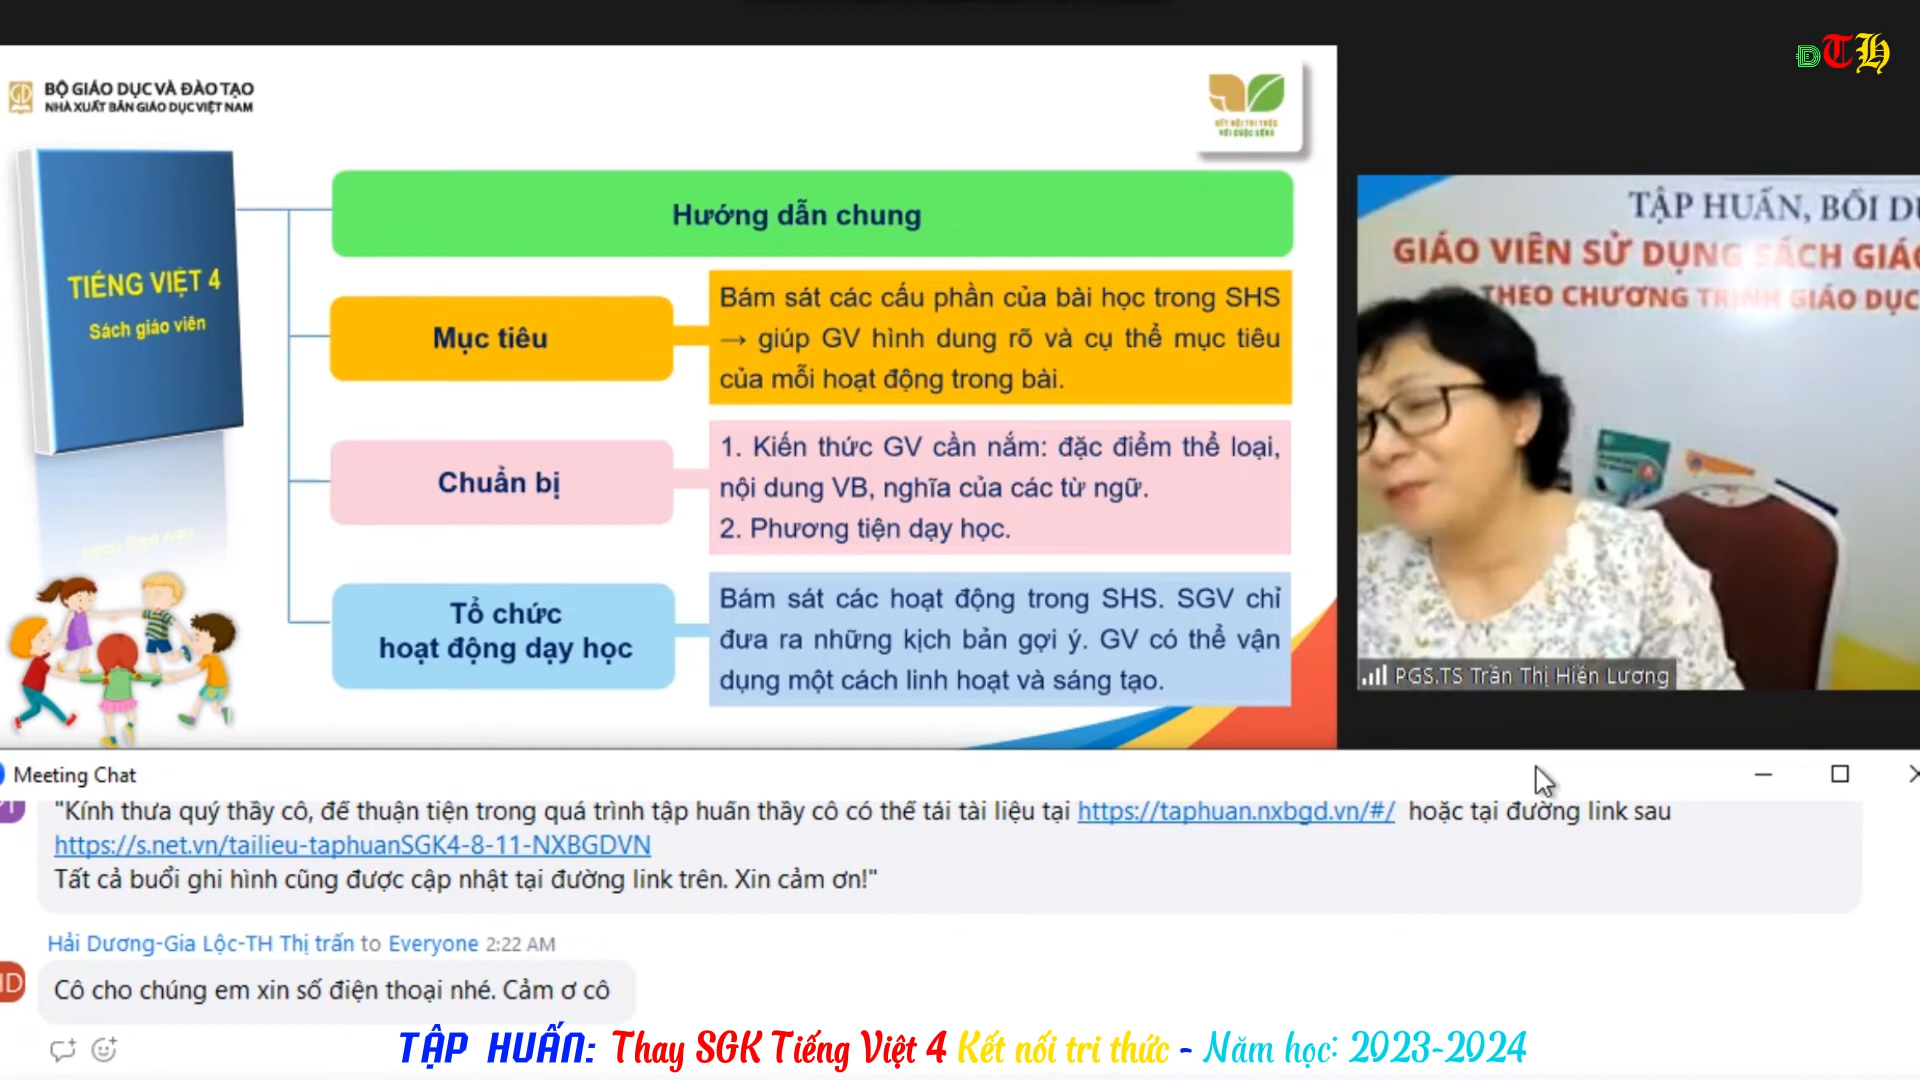 DTH
GD
BỘ GIÁO DỤC VÀ ĐÀO TẠO
NHÀ XUẤT BẢN GIÁO DỤC VIỆT NAM
KẾT NỐI TRI THỨC
VỚI CUỘC SỐNG
TIẾNG VIỆT 4
Sách giáo viên
Hướng dẫn chung
Mục tiêu
Bám sát các cấu phần của bài học trong SHS
→ giúp GV hình dung rõ và cụ thể mục tiêu
của mỗi hoạt động trong bài.
Chuẩn bị
1. Kiến thức GV cần nắm: đặc điểm thể loại,
nội dung VB, nghĩa của các từ ngữ.
2. Phương tiện dạy học.
Tổ chức
hoạt động dạy học
Bám sát các hoạt động trong SHS. SGV chỉ
đưa ra những kịch bản gợi ý. GV có thể vận
dụng một cách linh hoạt và sáng tạo.
TẬP HUẤN, BỒI
GIÁO VIÊN SỬ DỤNG SÁCH
THEO CHƯƠNG TRÌNH GIÁO DỤC
PGS.TS Trần Thị Hiền Lương
Meeting Chat
"Kính thưa quý thầy cô, để thuận tiện trong quá trình tập huấn thầy cô có thể tải tài liệu tại https://taphuan.nxbgd.vn/#/ hoặc tại đường link sau
https://s.net.vn/tailieu-taphuanSGK4-8-11-NXBGDVN
Tất cả buổi ghi hình cũng được cập nhật tại đường link trên. Xin cảm ơn!"
Hải Dương-Gia Lộc-TH Thị trấn to Everyone 2:22 AM
Cô cho chúng em xin số điện thoại nhé. Cảm ơ cô
TẬP HUẤN: Thay SGK Tiếng Việt 4 Kết nối tri thức - Năm học: 2023-2024